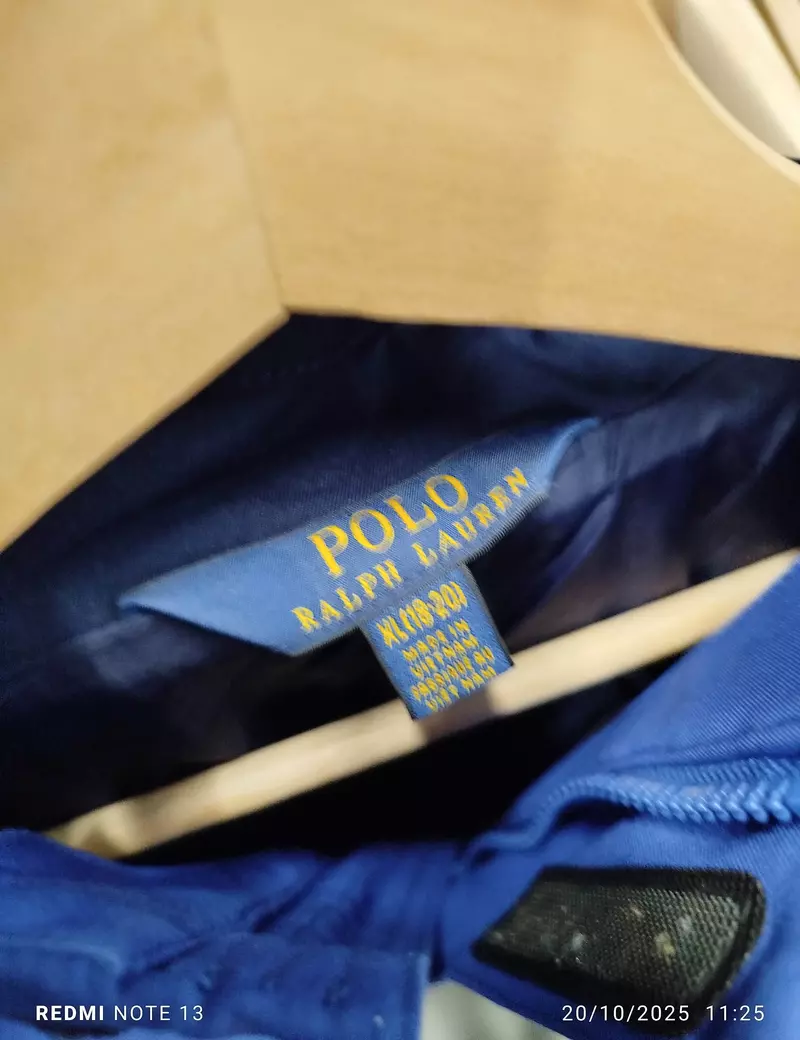 POLO
RALPH LAUREN
XL(18-20)
MADE IN
VIETNAM
FABRIQUE AU
VIET NAM
REDMI NOTE 13
20/10/2025 11:25